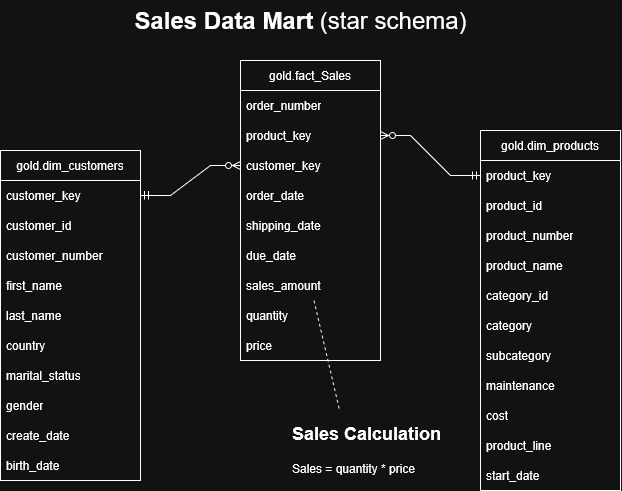 Sales Data Mart (star schema)
gold.fact_Sales
order_number
product_key
customer_key
order_date
shipping_date
due_date
sales_amount
quantity
price
gold.dim_customers
customer_key
customer_id
customer_number
first_name
last_name
country
marital_status
gender
create_date
birth_date
gold.dim_products
product_key
product_id
product_number
product_name
category_id
category
subcategory
maintenance
cost
product_line
start_date
Sales Calculation
Sales = quantity * price